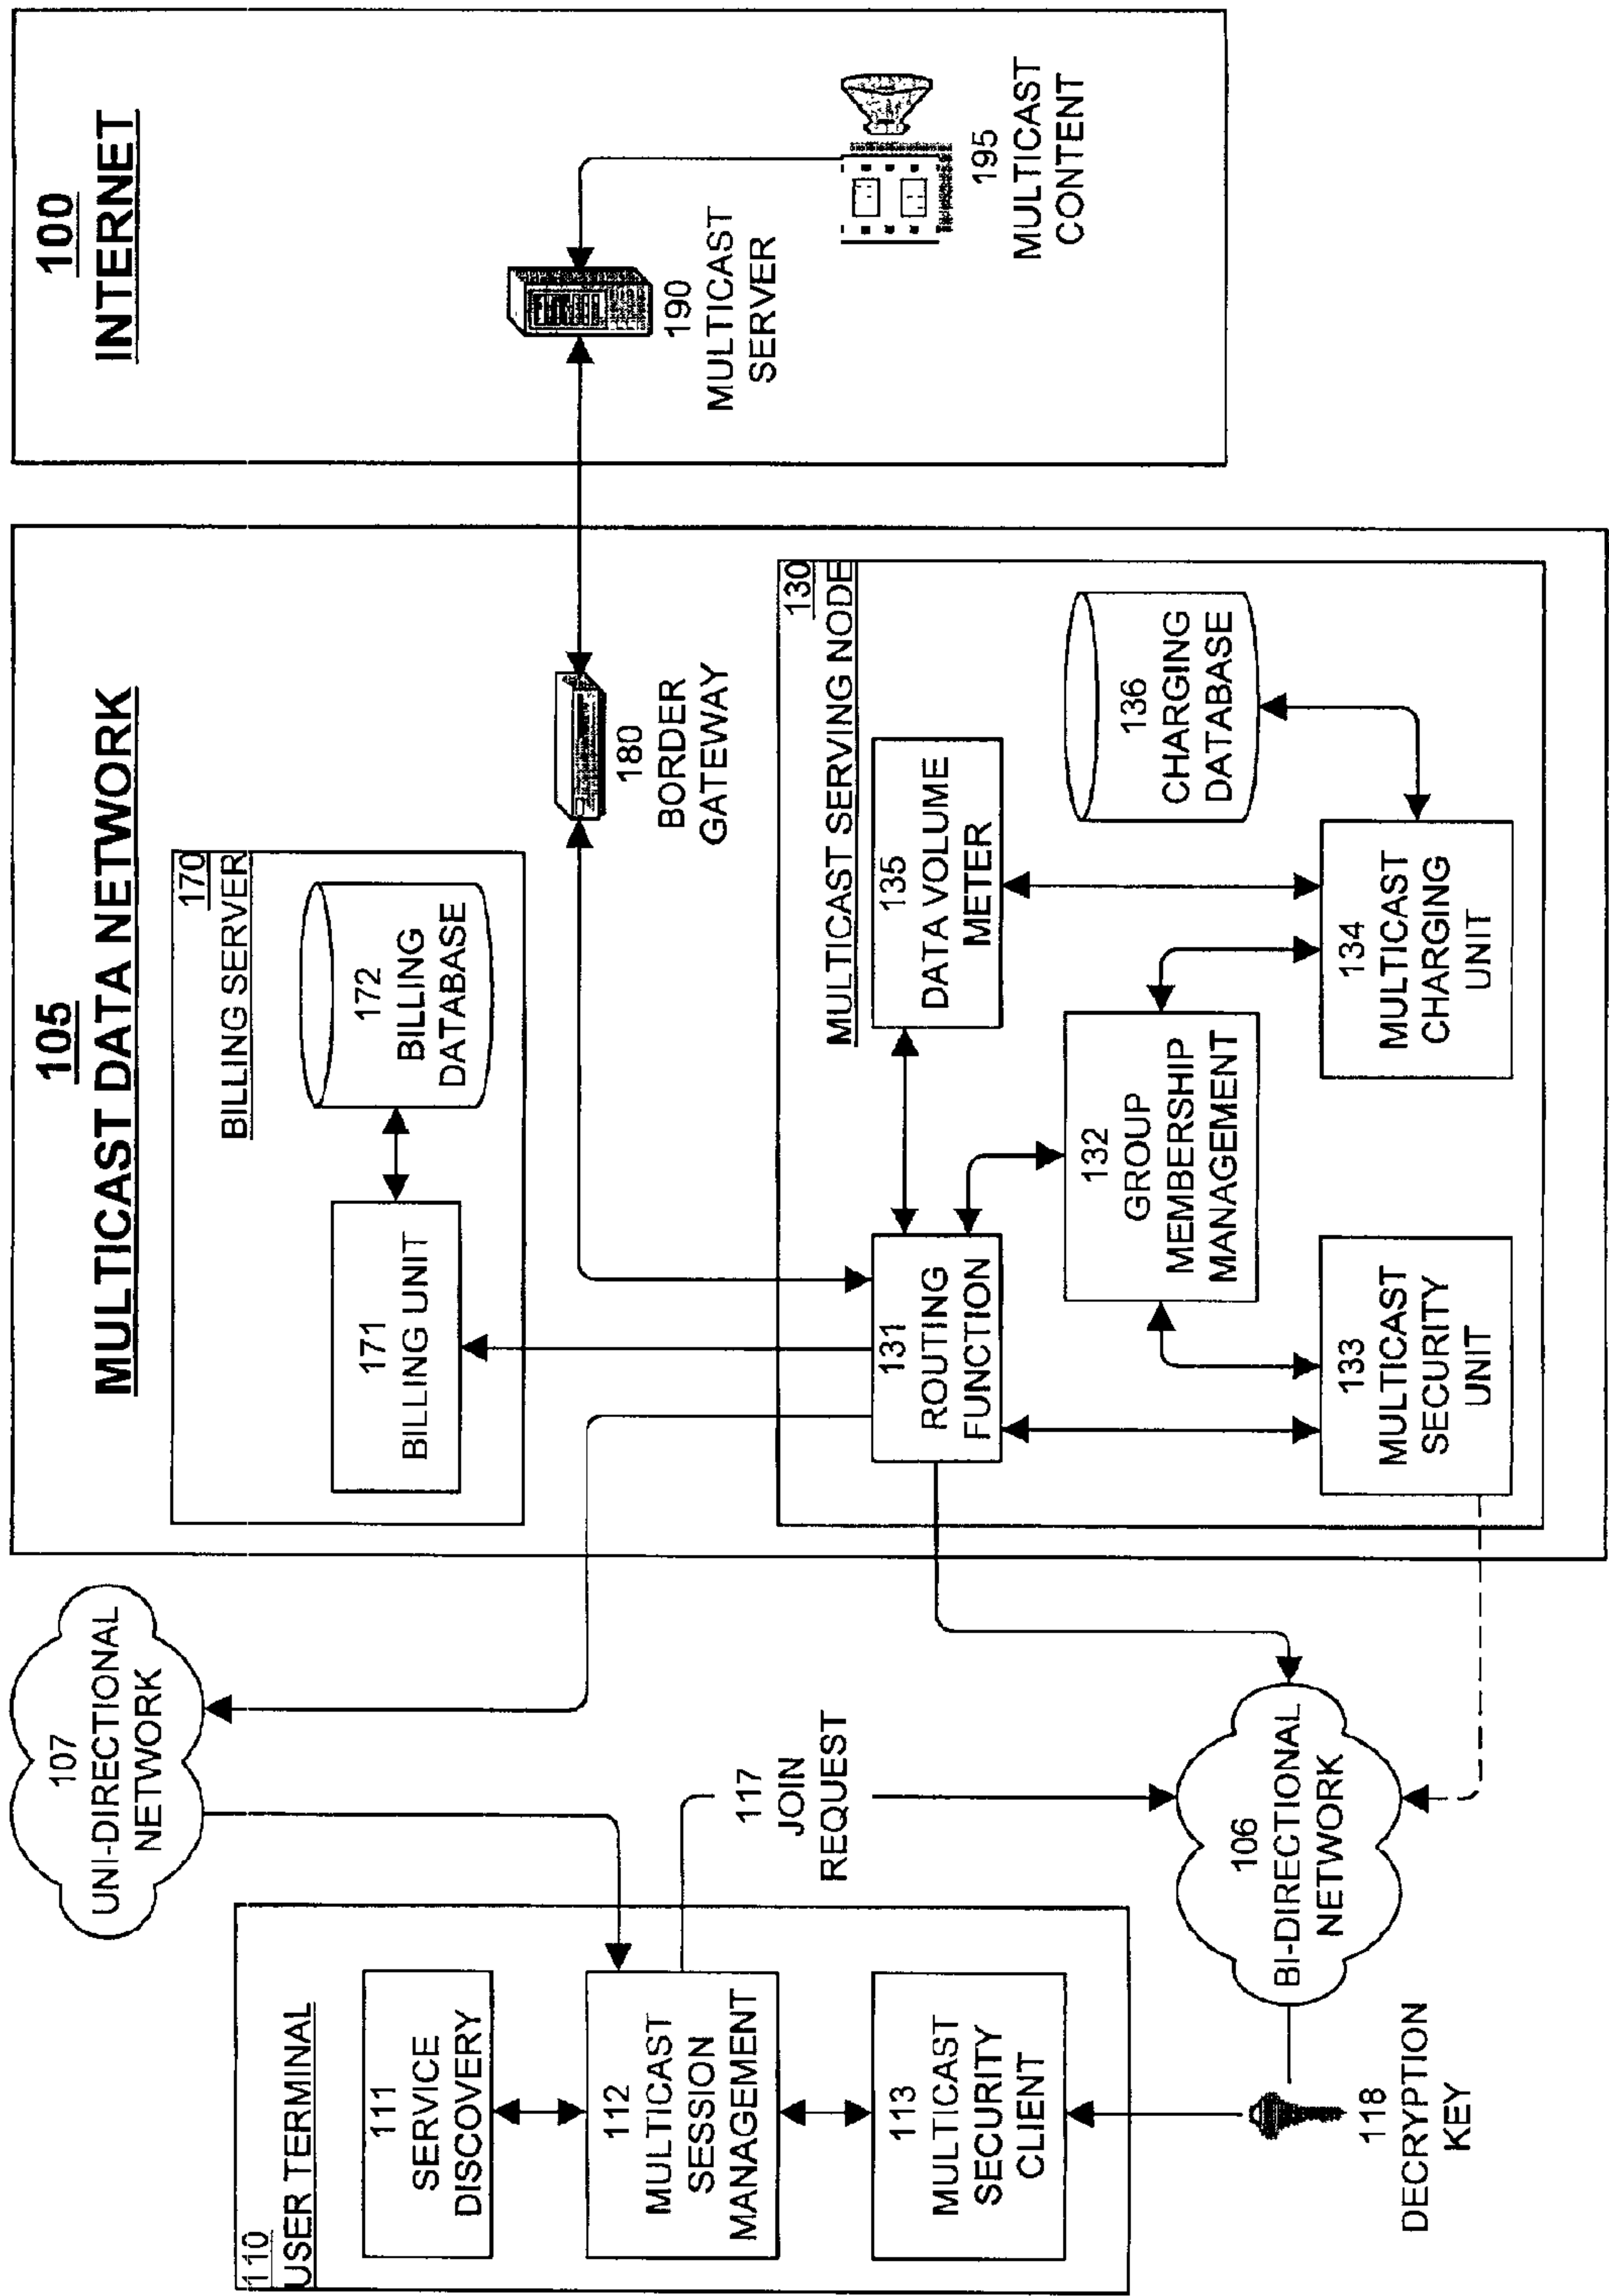 100
INTERNET
190
MULTICAST
SERVER
195
MULTICAST
CONTENT
105
MULTICAST DATA NETWORK
170
BILLING SERVER
171
BILLING UNIT
172
BILLING
DATABASE
180
BORDER
GATEWAY
130
MULTICAST SERVING NODE
131
ROUTING
FUNCTION
135
DATA VOLUME
METER
132
GROUP
MEMBERSHIP
MANAGEMENT
136
CHARGING
DATABASE
133
MULTICAST
SECURITY
UNIT
134
MULTICAST
CHARGING
UNIT
107
UNI-DIRECTIONAL
NETWORK
117
JOIN
REQUEST
106
BI-DIRECTIONAL
NETWORK
110
USER TERMINAL
111
SERVICE
DISCOVERY
112
MULTICAST
SESSION
MANAGEMENT
113
MULTICAST
SECURITY
CLIENT
118
DECRYPTION
KEY